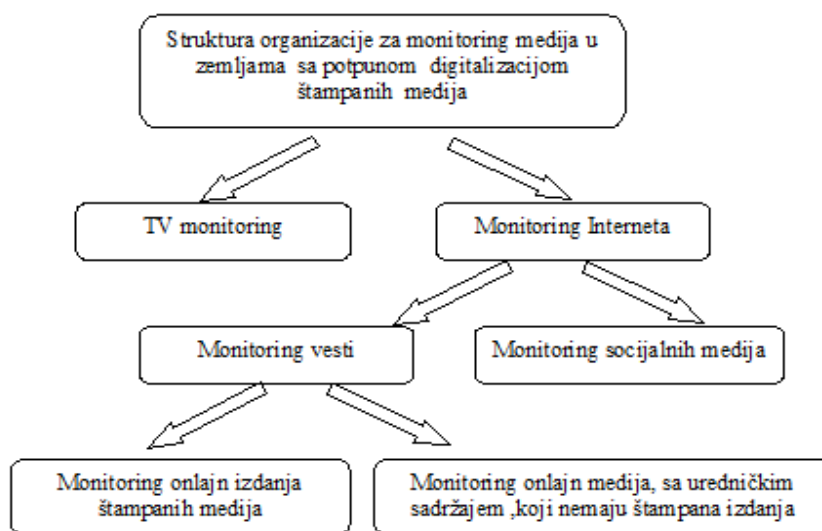 Struktura organizacije za monitoring medija u
zemljama sa potpunom digitalizacijom
štampanih medija
TV monitoring
Monitoring Interneta
Monitoring vesti
Monitoring socijalnih medija
Monitoring onlajn izdanja
štampanih medija
Monitoring onlajn medija, sa uredničkim
sadržajem ,koji nemaju štampana izdanja